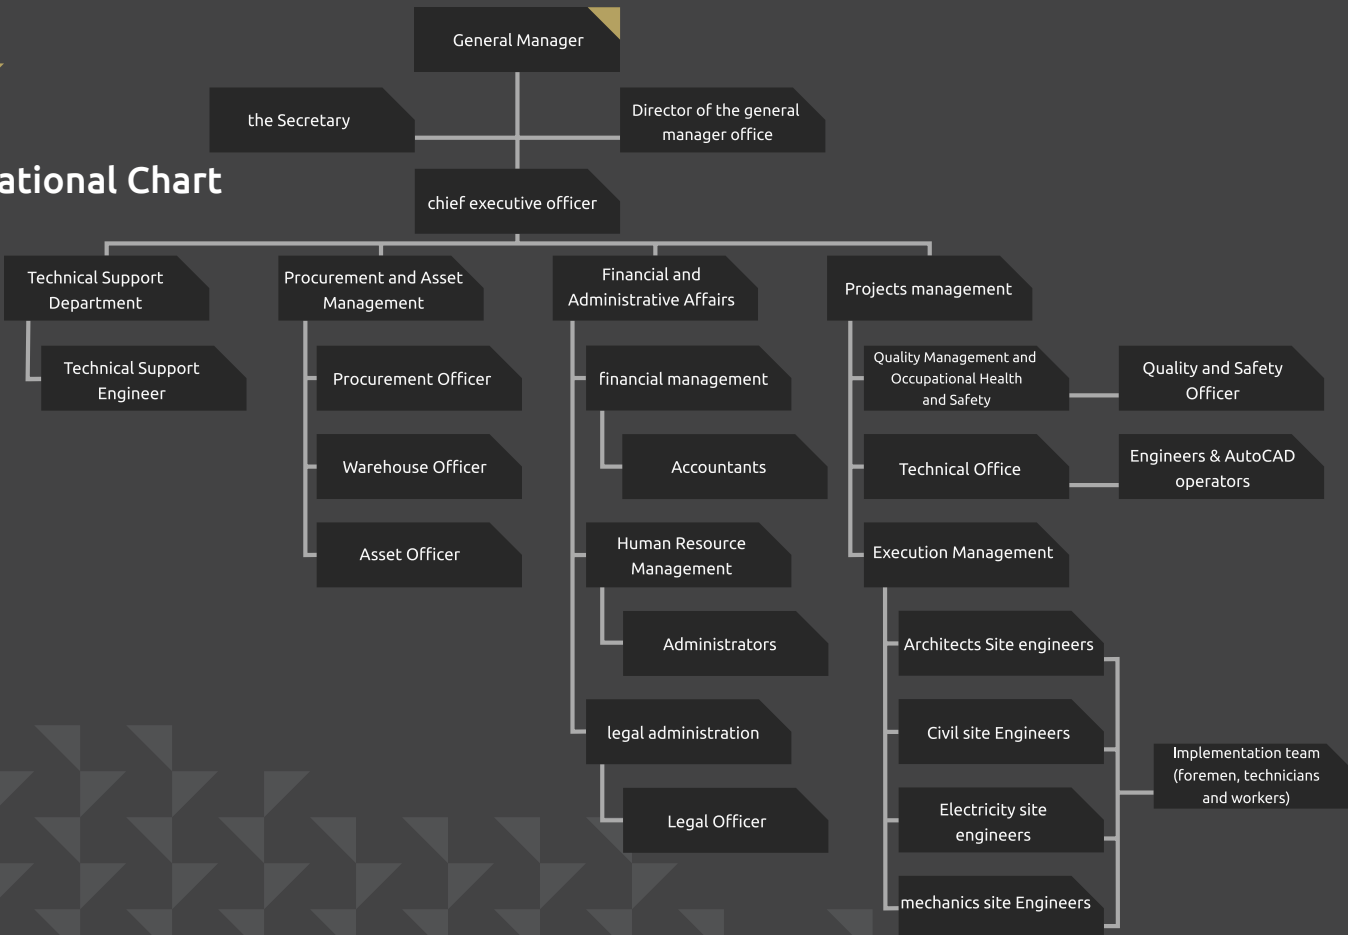 General Manager
the Secretary
Director of the general
manager office
ational Chart
chief executive officer
Technical Support
Department
Procurement and Asset
Management
Financial and
Administrative Affairs
Projects management
Technical Support
Engineer
Procurement Officer
financial management
Quality Management and
Occupational Health
and Safety
Quality and Safety
Officer
Warehouse Officer
Accountants
Technical Office
Engineers & AutoCAD
operators
Asset Officer
Human Resource
Management
Execution Management
Administrators
Architects Site engineers
legal administration
Civil site Engineers
Implementation team
(foremen, technicians
and workers)
Legal Officer
Electricity site
engineers
mechanics site Engineers